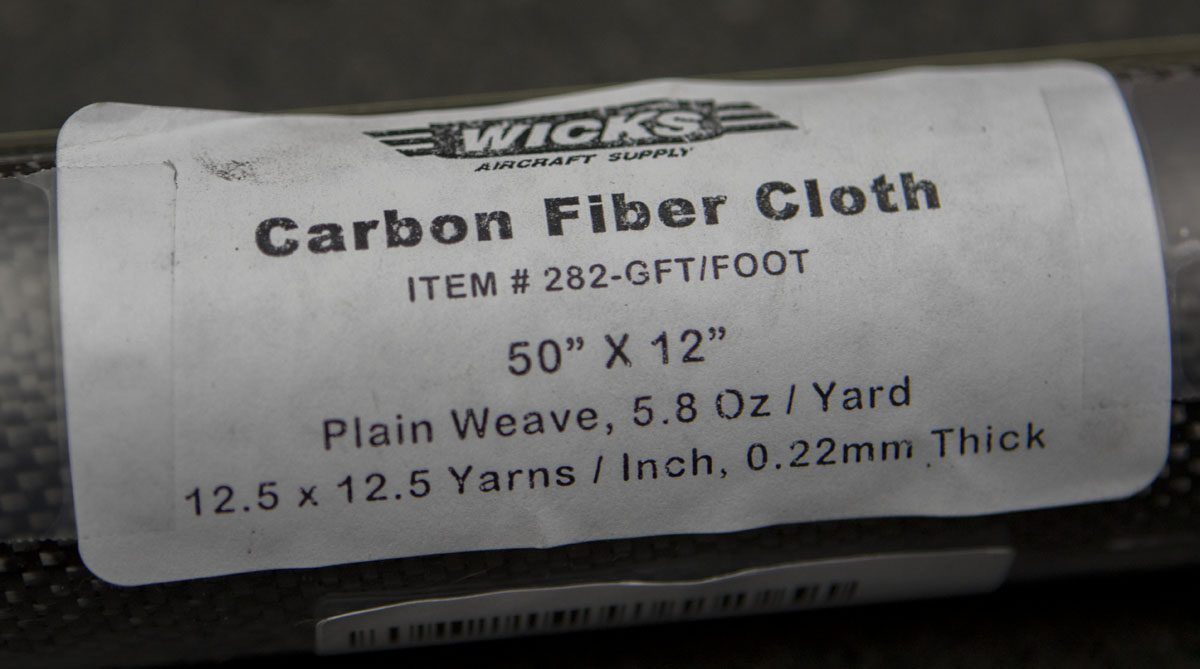 WICKS
AIRCRAFT SUPPLY
Carbon Fiber Cloth
ITEM # 282-GFT/FOOT
50” X 12”
Plain Weave, 5.8 Oz / Yard
12.5 x 12.5 Yarns / Inch, 0.22mm Thick